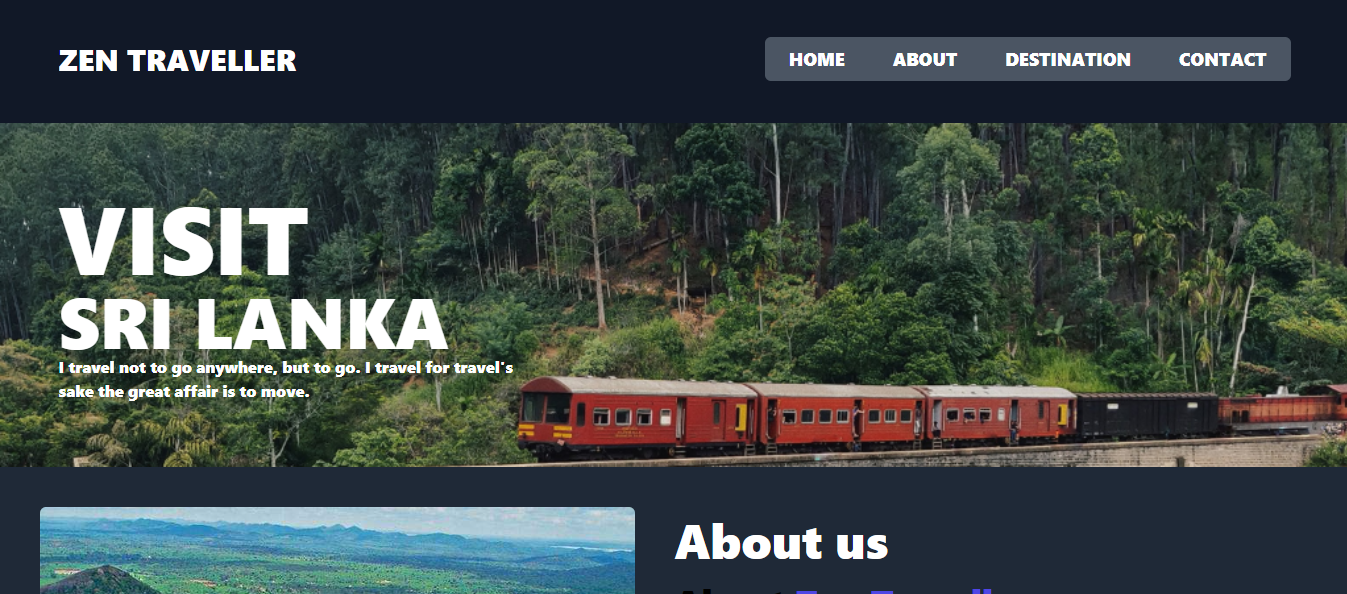 ZEN TRAVELLER
HOME ABOUT DESTINATION CONTACT
VISIT
SRI LANKA
I travel not to go anywhere, but to go. I travel for travel's
sake the great affair is to move.
About us